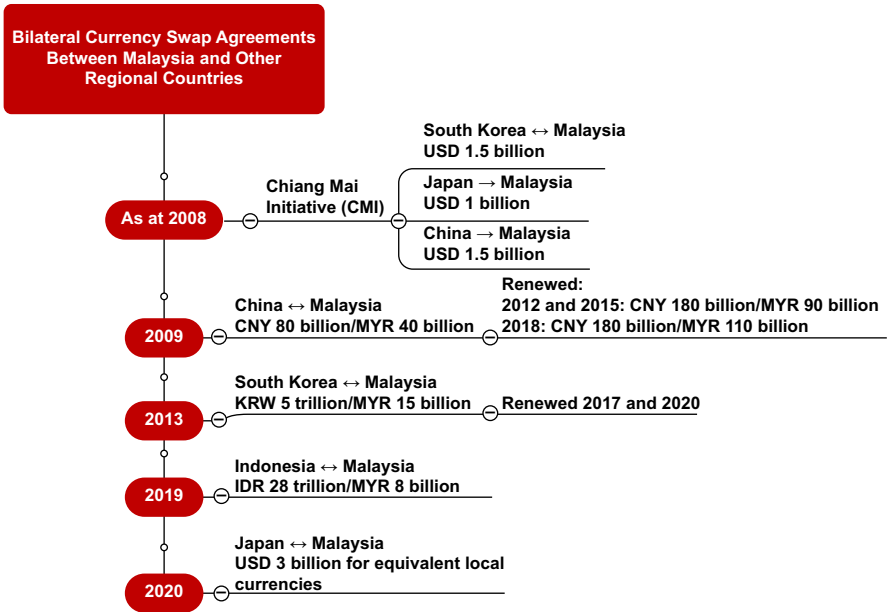 Bilateral Currency Swap Agreements
Between Malaysia and Other
Regional Countries
As at 2008
Chiang Mai
Initiative (CMI)
South Korea ↔ Malaysia
USD 1.5 billion
Japan → Malaysia
USD 1 billion
China → Malaysia
USD 1.5 billion
2009
China ↔ Malaysia
CNY 80 billion/MYR 40 billion
Renewed:
2012 and 2015: CNY 180 billion/MYR 90 billion
2018: CNY 180 billion/MYR 110 billion
2013
South Korea ↔ Malaysia
KRW 5 trillion/MYR 15 billion
Renewed 2017 and 2020
2019
Indonesia ↔ Malaysia
IDR 28 trillion/MYR 8 billion
2020
Japan ↔ Malaysia
USD 3 billion for equivalent local
currencies